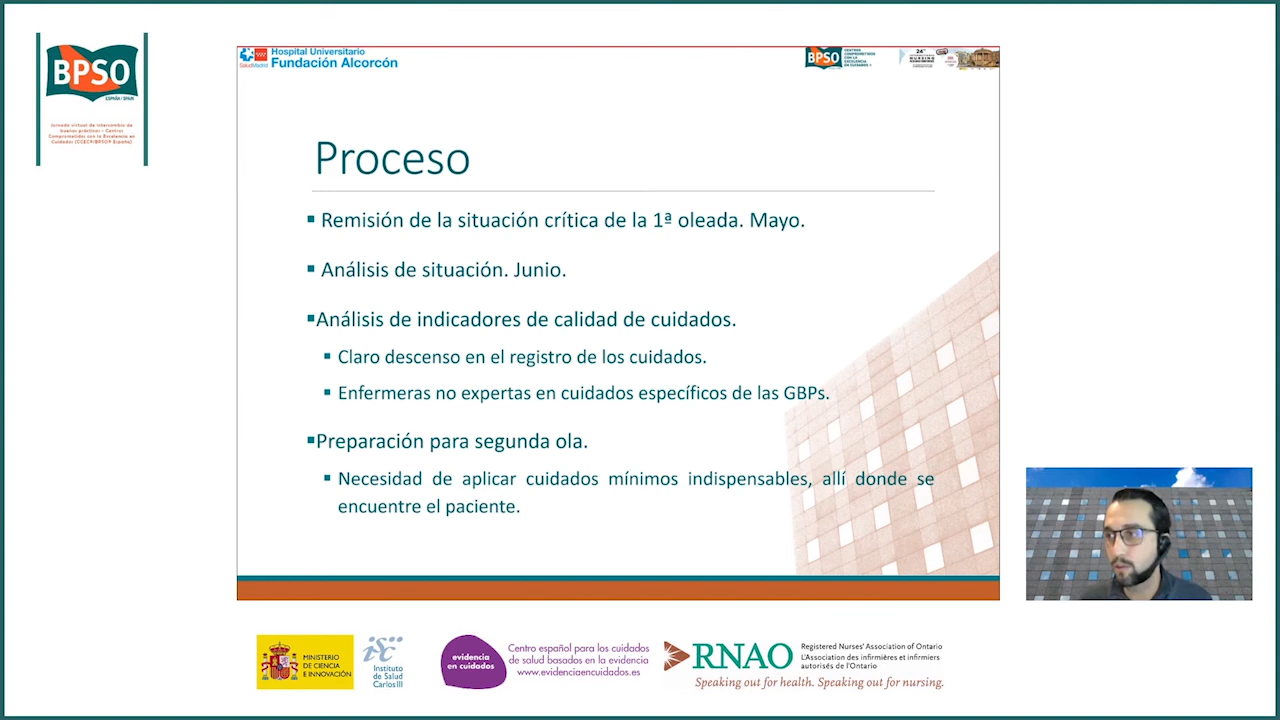 BPSO
ESPAÑA / SPAIN
Jornada virtual de intercambio de
buenas prácticas – Centros
Comprometidos con la Excelencia en
Cuidados (CCEC®/BPSO® España)
SaludMadrid
Hospital Universitario
Fundación Alcorcón
BPSO
CENTROS
COMPROMETIDOS
CON LA
EXCELENCIA
EN CUIDADOS ®
Proceso
▪ Remisión de la situación crítica de la 1ª oleada. Mayo.
▪ Análisis de situación. Junio.
▪Análisis de indicadores de calidad de cuidados.
▪ Claro descenso en el registro de los cuidados.
▪ Enfermeras no expertas en cuidados específicos de las GBPs.
▪Preparación para segunda ola.
▪ Necesidad de aplicar cuidados mínimos indispensables, allí donde se
encuentre el paciente.
MINISTERIO
DE CIENCIA
E INNOVACIÓN
Instituto
de Salud
Carlos III
evidencia
en cuidados
Centro español para los cuidados
de salud basados en la evidencia
www.evidenciaencuidados.es
RNAO
Registered Nurses' Association of Ontario
L'Association des infirmières et infirmiers
autorisés de l'Ontario
Speaking out for health. Speaking out for nursing.